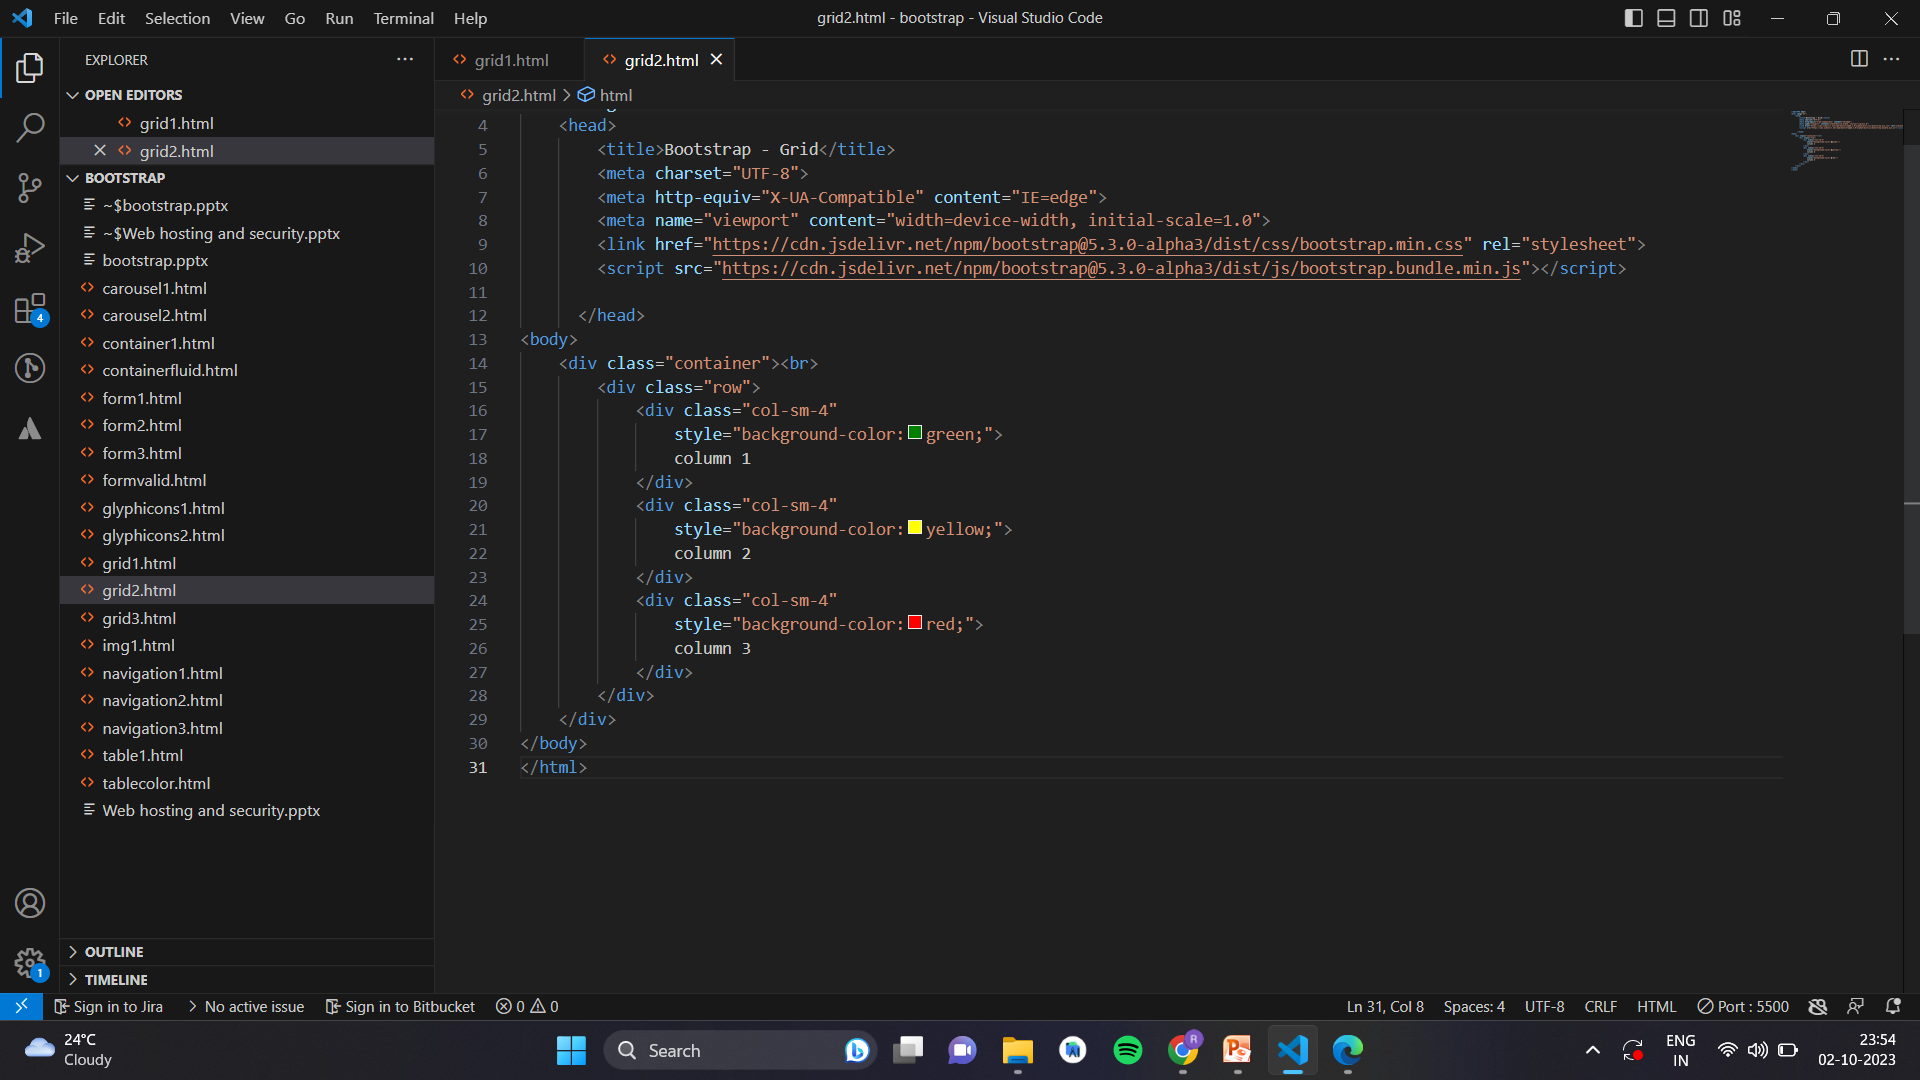 File Edit Selection View Go Run Terminal Help
grid2.html - bootstrap - Visual Studio Code
EXPLORER
OPEN EDITORS
grid1.html
grid2.html
BOOTSTRAP
~$bootstrap.pptx
~$Web hosting and security.pptx
bootstrap.pptx
carousel1.html
carousel2.html
container1.html
containerfluid.html
form1.html
form2.html
form3.html
formvalid.html
glyphicons1.html
glyphicons2.html
grid1.html
grid2.html
grid3.html
img1.html
navigation1.html
navigation2.html
navigation3.html
table1.html
tablecolor.html
Web hosting and security.pptx
OUTLINE
TIMELINE
4
1
grid1.html grid2.html
grid2.html > html
4 <head>
5 <title>Bootstrap - Grid</title>
6 <meta charset="UTF-8">
7 <meta http-equiv="X-UA-Compatible" content="IE=edge">
8 <meta name="viewport" content="width=device-width, initial-scale=1.0">
9 <link href="https://cdn.jsdelivr.net/npm/bootstrap@5.3.0-alpha3/dist/css/bootstrap.min.css" rel="stylesheet">
10 <script src="https://cdn.jsdelivr.net/npm/bootstrap@5.3.0-alpha3/dist/js/bootstrap.bundle.min.js"></script>
11
12 </head>
13 <body>
14 <div class="container"><br>
15 <div class="row">
16 <div class="col-sm-4"
17 style="background-color:green;">
18 column 1
19 </div>
20 <div class="col-sm-4"
21 style="background-color:yellow;">
22 column 2
23 </div>
24 <div class="col-sm-4"
25 style="background-color:red;">
26 column 3
27 </div>
28 </div>
29 </div>
30 </body>
31 </html>
Sign in to Jira > No active issue Sign in to Bitbucket 0 0
Ln 31, Col 8 Spaces: 4 UTF-8 CRLF HTML Port : 5500
24°C
Cloudy
Search
R
ENG
IN
23:54
02-10-2023